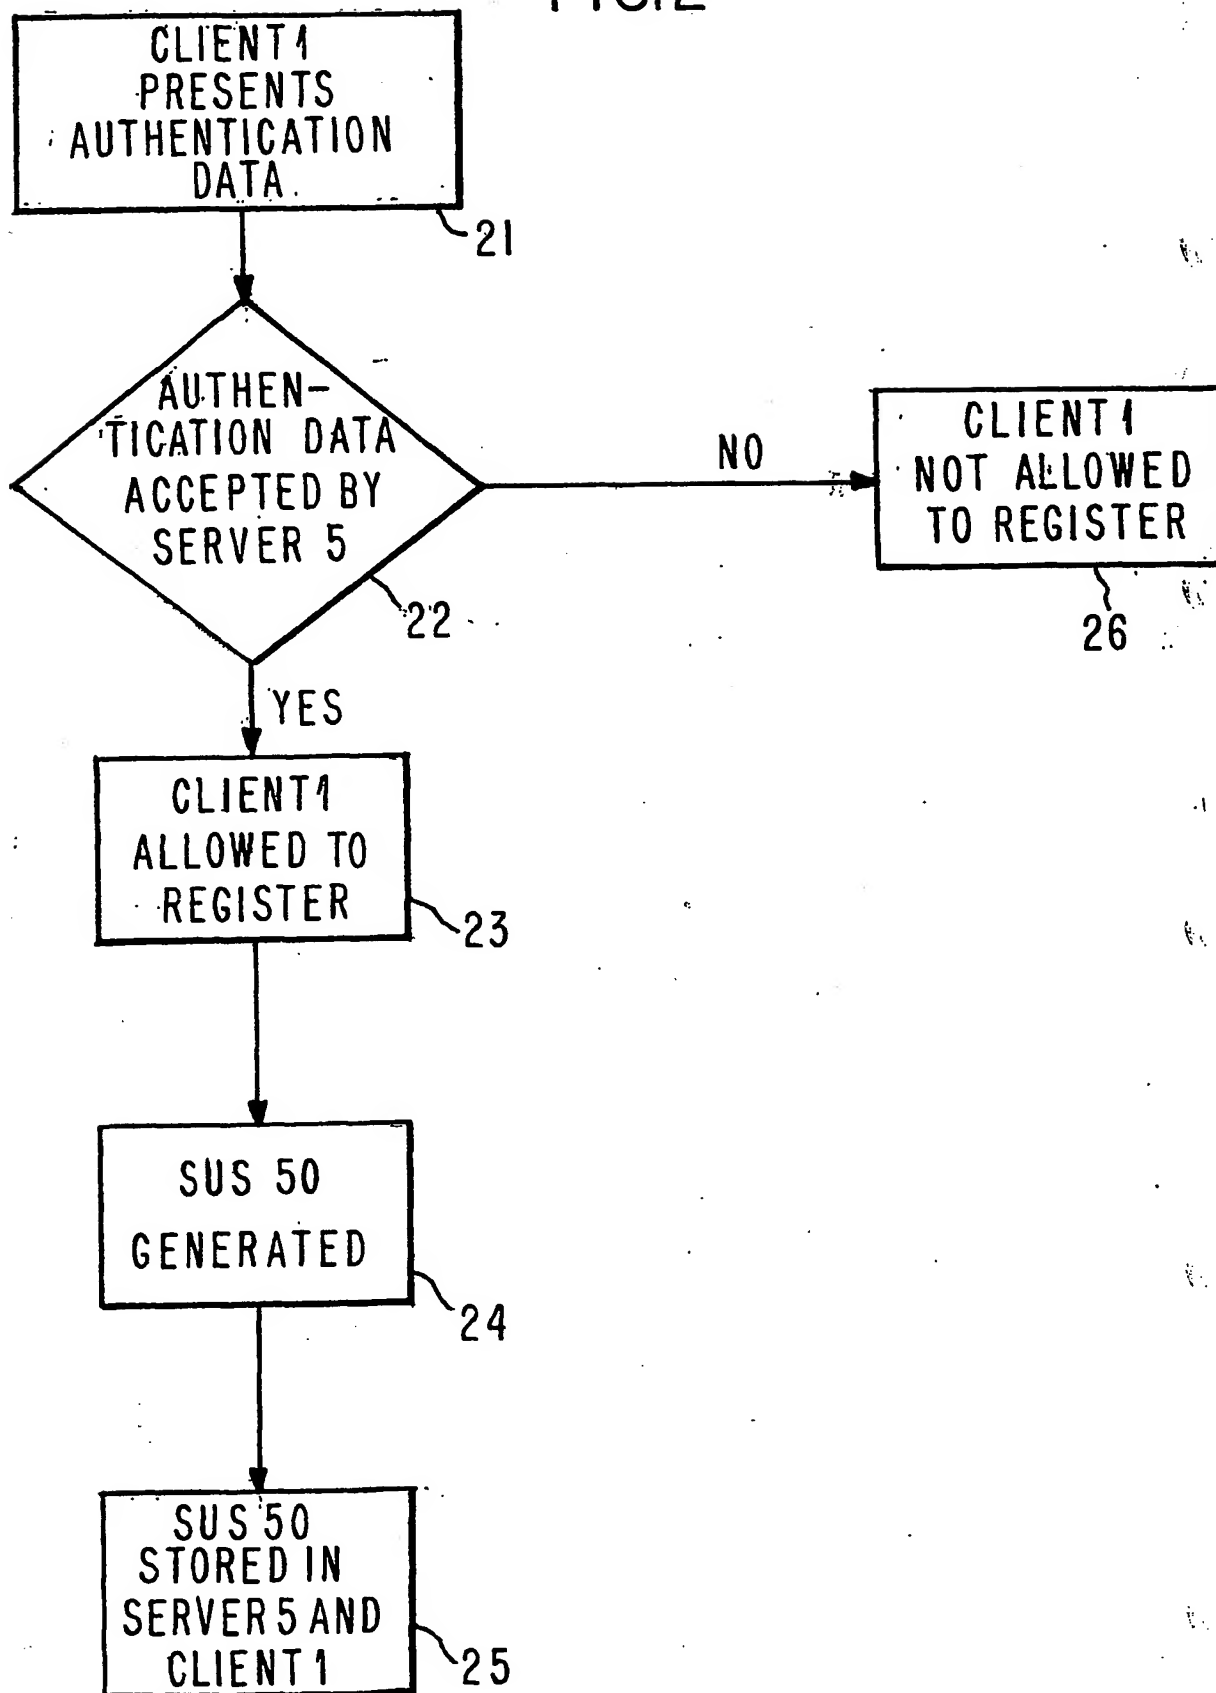 FIG.2
CLIENT 1
PRESENTS
AUTHENTICATION
DATA
21
AUTHEN-
TICATION DATA
ACCEPTED BY
SERVER 5
22
NO
CLIENT 1
NOT ALLOWED
TO REGISTER
26
YES
CLIENT 1
ALLOWED TO
REGISTER
23
SUS 50
GENERATED
24
SUS 50
STORED IN
SERVER 5 AND
CLIENT 1
25